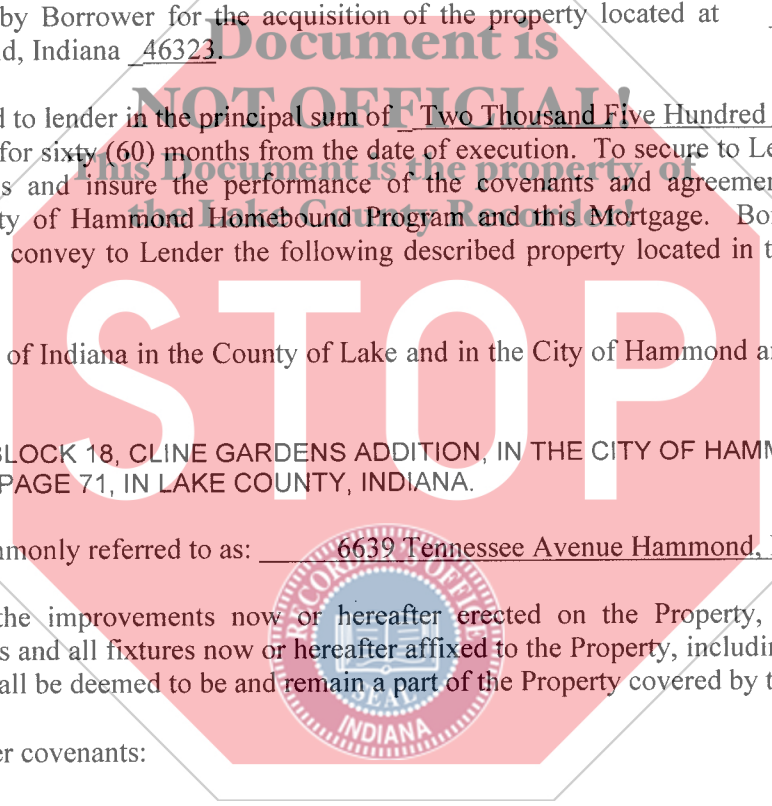 by Borrower for the acquisition of the property located at
d, Indiana 46323.
Document is
NOT OFFICIAL!
d to lender in the principal sum of Two Thousand Five Hundred
for sixty (60) months from the date of execution. To secure to Le
This Document is the property of
s and insure the performance of the covenants and agreemen
the Lake County Recorder!
ty of Hammond Homebound Program and this Mortgage. Bo
convey to Lender the following described property located in t
STOP
of Indiana in the County of Lake and in the City of Hammond a
BLOCK 18, CLINE GARDENS ADDITION, IN THE CITY OF HAMM
PAGE 71, IN LAKE COUNTY, INDIANA.
mmonly referred to as: 6639 Tennessee Avenue Hammond,
the improvements now or hereafter erected on the Property,
s and all fixtures now or hereafter affixed to the Property, includin
all be deemed to be and remain a part of the Property covered by t
RECORDER'S OFFICE
SEAL
INDIANA
er covenants: